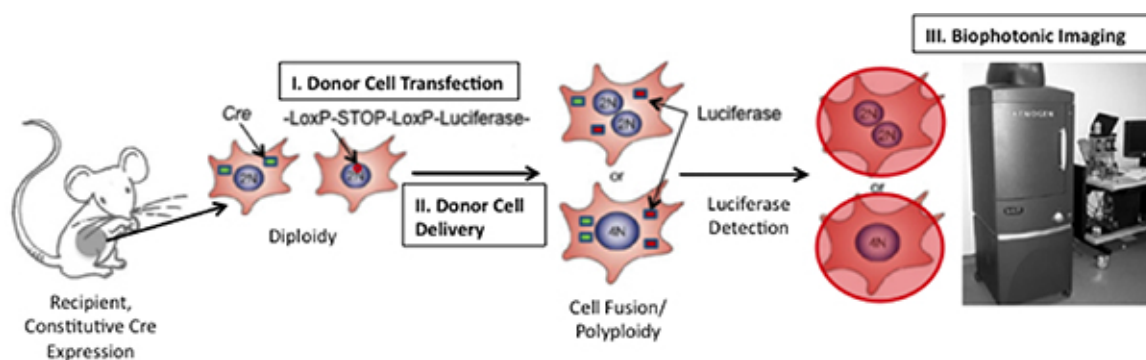 III. Biophotonic Imaging
I. Donor Cell Transfection
Cre
-LoxP-STOP-LoxP-Luciferase-
2N
2N
II. Donor Cell
Delivery
Diploidy
Recipient,
Constitutive Cre
Expression
2N
2N
or
4N
Luciferase
Cell Fusion/
Polyploidy
Luciferase
Detection
2N
2N
or
4N
XENOGEN